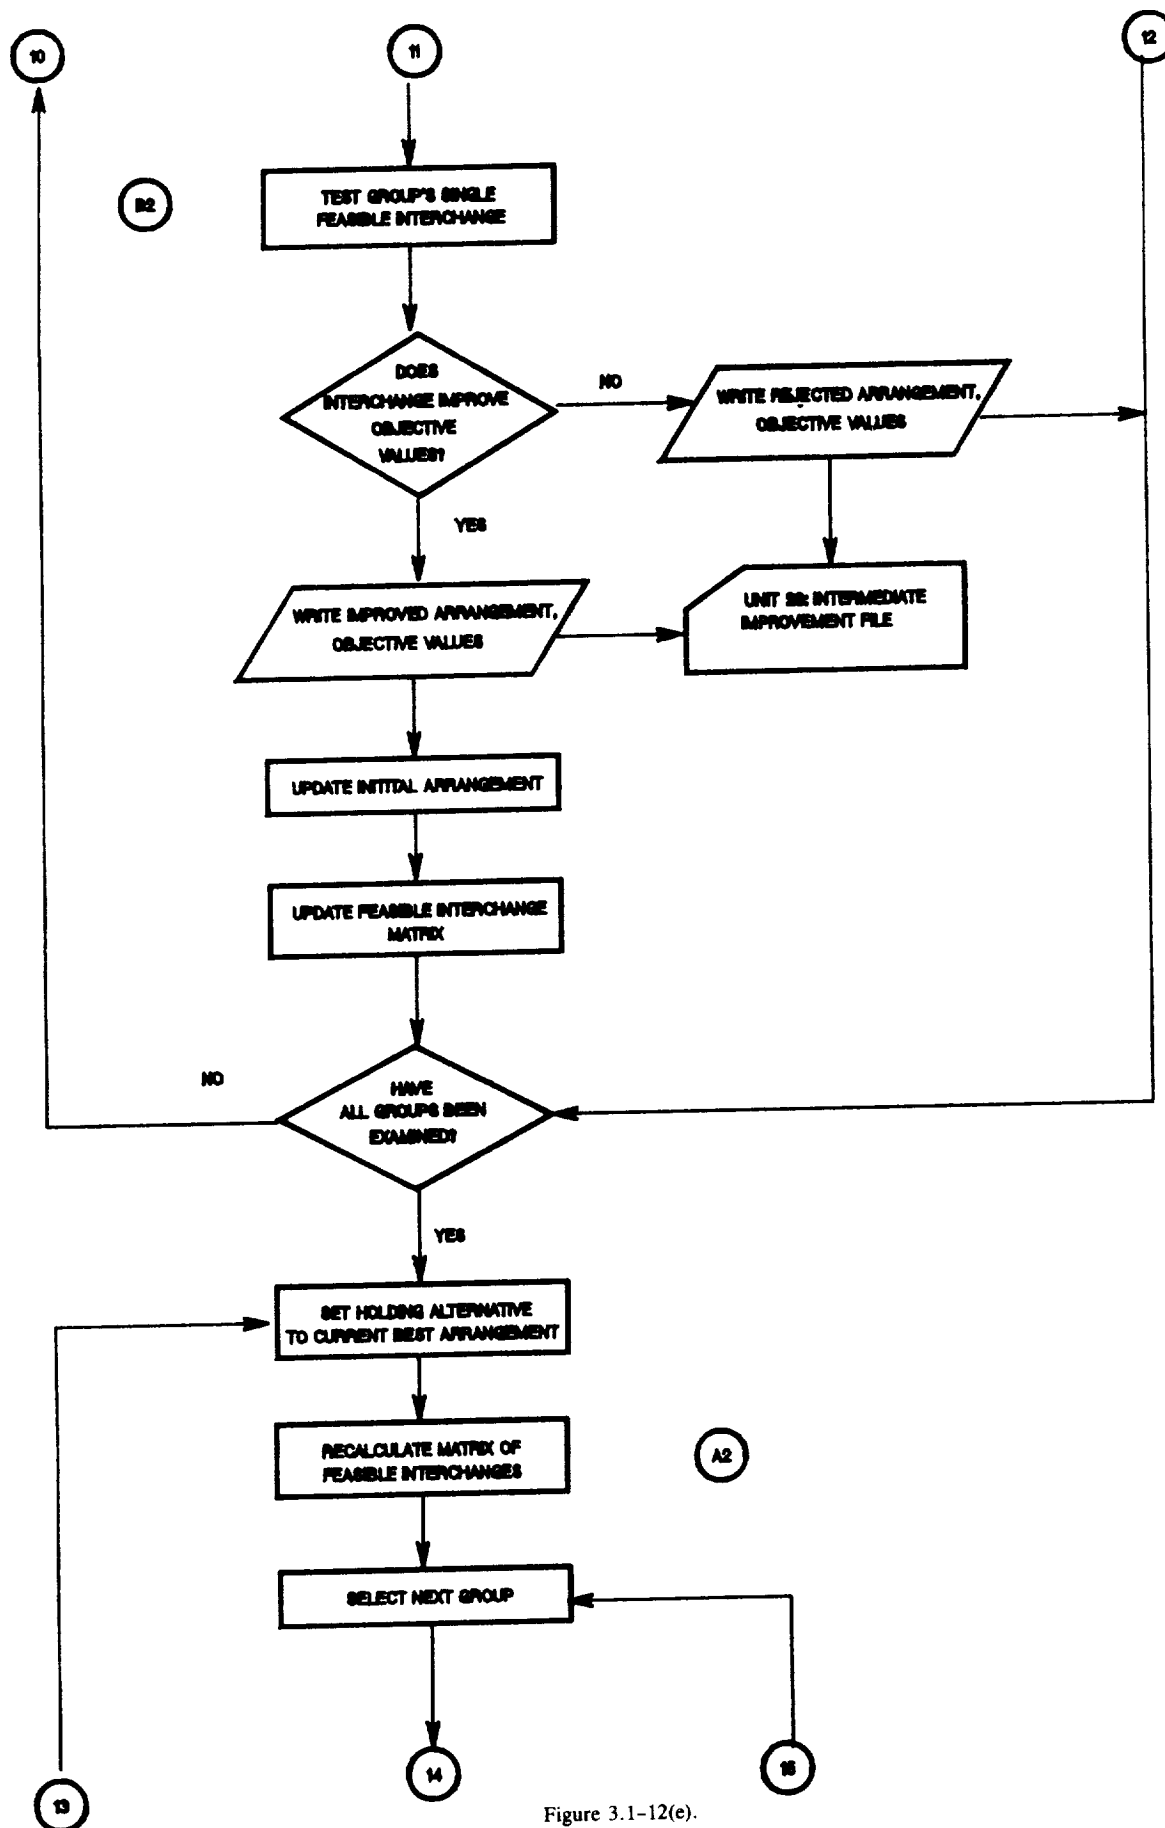 10
11
12
B2
TEST GROUP'S SINGLE
FEASIBLE INTERCHANGE
DOES
INTERCHANGE IMPROVE
OBJECTIVE
VALUES?
NO
WRITE REJECTED ARRANGEMENT,
OBJECTIVE VALUES
YES
WRITE IMPROVED ARRANGEMENT,
OBJECTIVE VALUES
UNIT INTERMEDIATE
IMPROVEMENT FILE
UPDATE INITITAL ARRANGEMENT
UPDATE FEASIBLE INTERCHANGE
MATRIX
NO
HAVE
ALL GROUPS BEEN
EXAMINED?
YES
SET HOLDING ALTERNATIVE
TO CURRENT BEST ARRANGEMENT
RECALCULATE MATRIX OF
FEASIBLE INTERCHANGES
A2
SELECT NEXT GROUP
13
14
Figure 3.1-12(e).